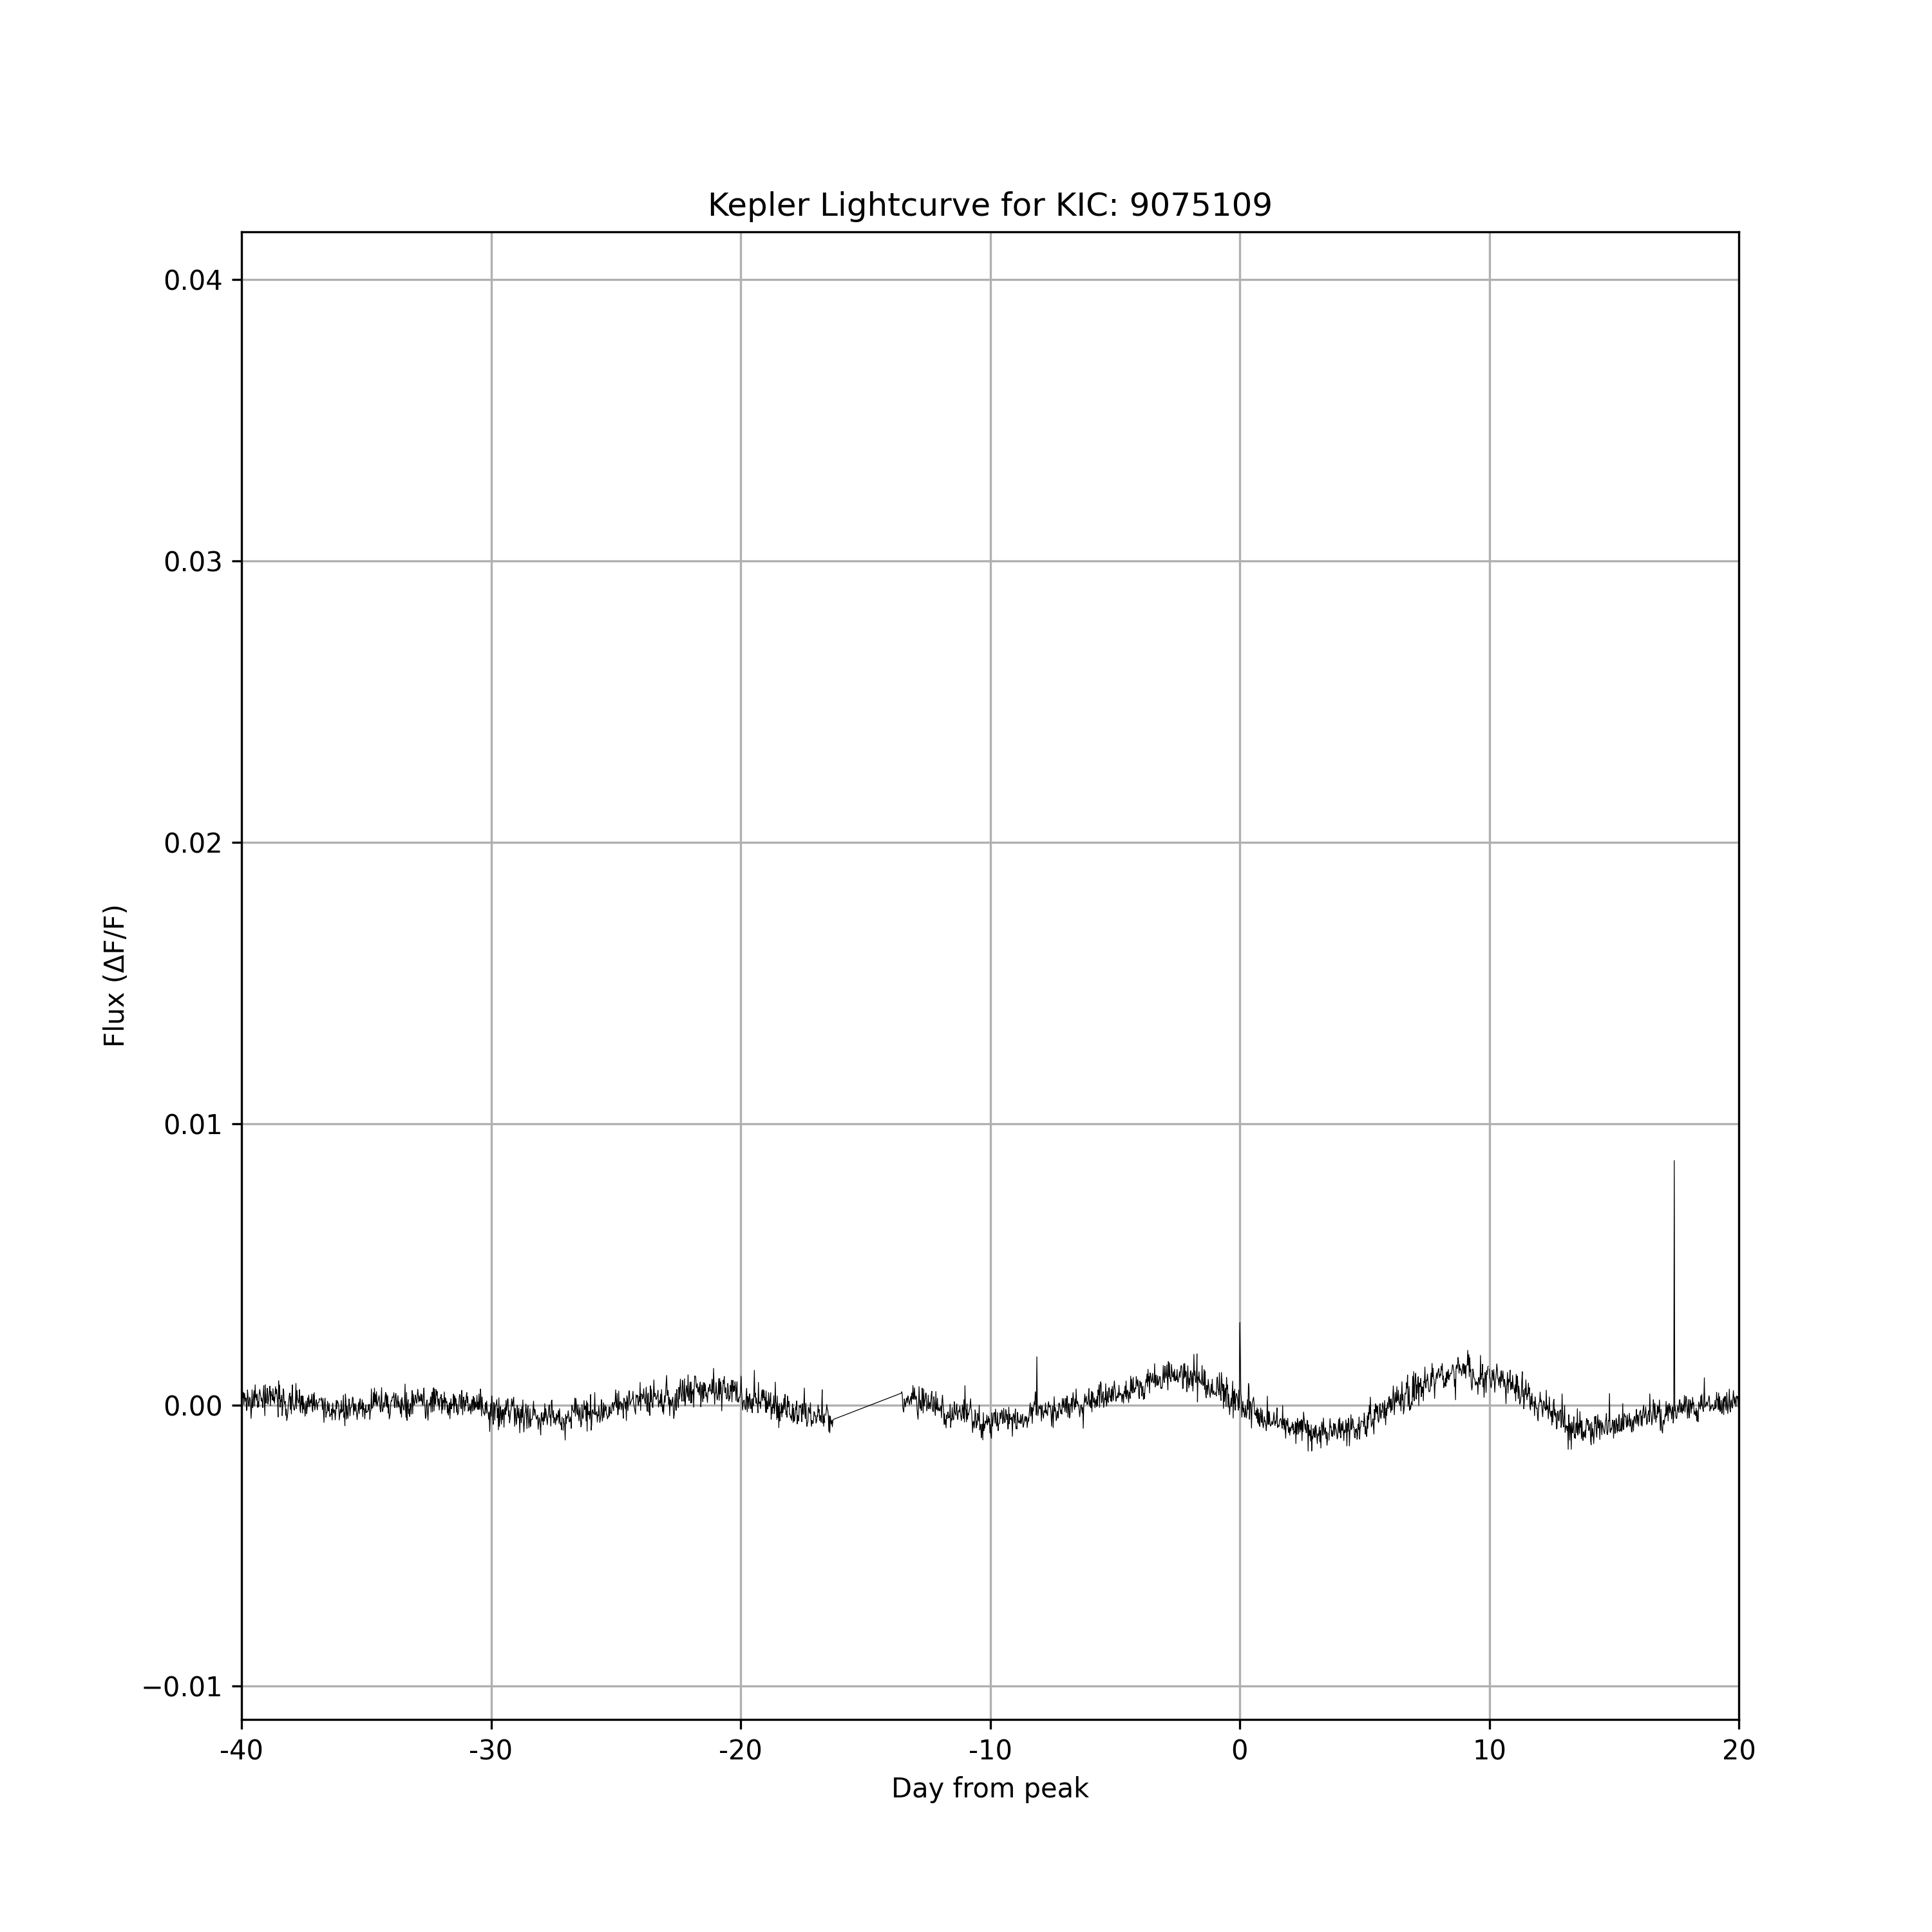 Kepler Lightcurve for KIC: 9075109
0.04
0.03
0.02
0.01
0.00
−0.01
Flux (ΔF/F)
-40 -30 -20 -10 0 10 20
Day from peak